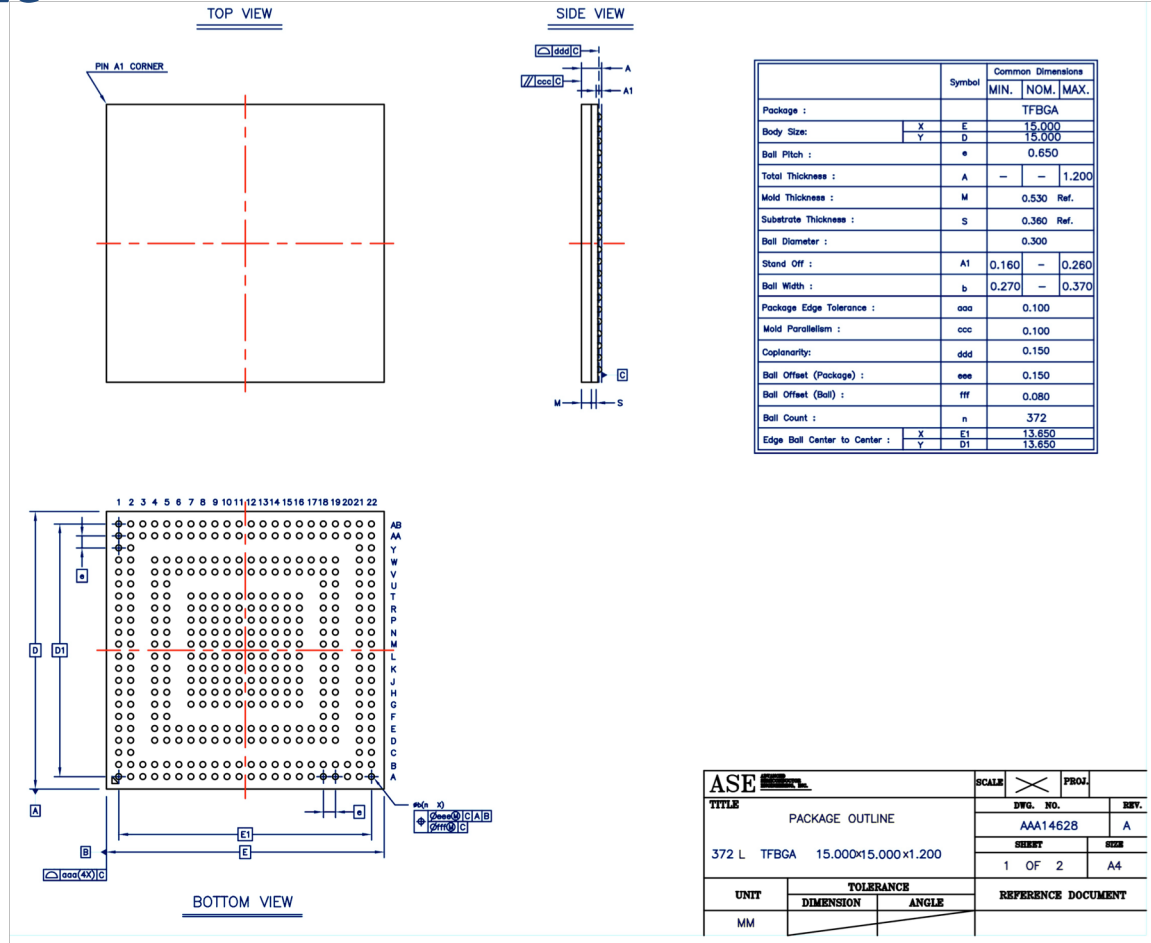 TOP VIEW
SIDE VIEW
PIN A1 CORNER
ddd C
// ccc C
A
A1
C
M
S
Symbol
Common Dimensions
MIN. NOM. MAX.
Package : TFBGA
Body Size: X E 15.000
Y D 15.000
Ball Pitch : e 0.650
Total Thickness : A – – 1.200
Mold Thickness : M 0.530 Ref.
Substrate Thickness : S 0.360 Ref.
Ball Diameter : 0.300
Stand Off : A1 0.160 – 0.260
Ball Width : b 0.270 – 0.370
Package Edge Tolerance : aaa 0.100
Mold Parallelism : ccc 0.100
Coplanarity: ddd 0.150
Ball Offset (Package) : eee 0.150
Ball Offset (Ball) : fff 0.080
Ball Count : n 372
Edge Ball Center to Center : X E1 13.650
Y D1 13.650
1 2 3 4 5 6 7 8 9 10 11 12 13 14 15 16 17 18 19 20 21 22
AB
AA
Y
W
V
U
T
R
P
N
M
L
K
J
H
G
F
E
D
C
B
A
e
D
D1
A
e
E1
B
E
aaa(4X) C
øb(n X)
Øeee Ⓜ C A B
Øfff Ⓜ C
BOTTOM VIEW
ASE
SCALE
PROJ.
TITLE
PACKAGE OUTLINE
372 L TFBGA 15.000x15.000x1.200
DWG. NO. REV.
AAA14628 A
SHEET SIZE
1 OF 2 A4
UNIT
TOLERANCE
DIMENSION ANGLE
REFERENCE DOCUMENT
MM